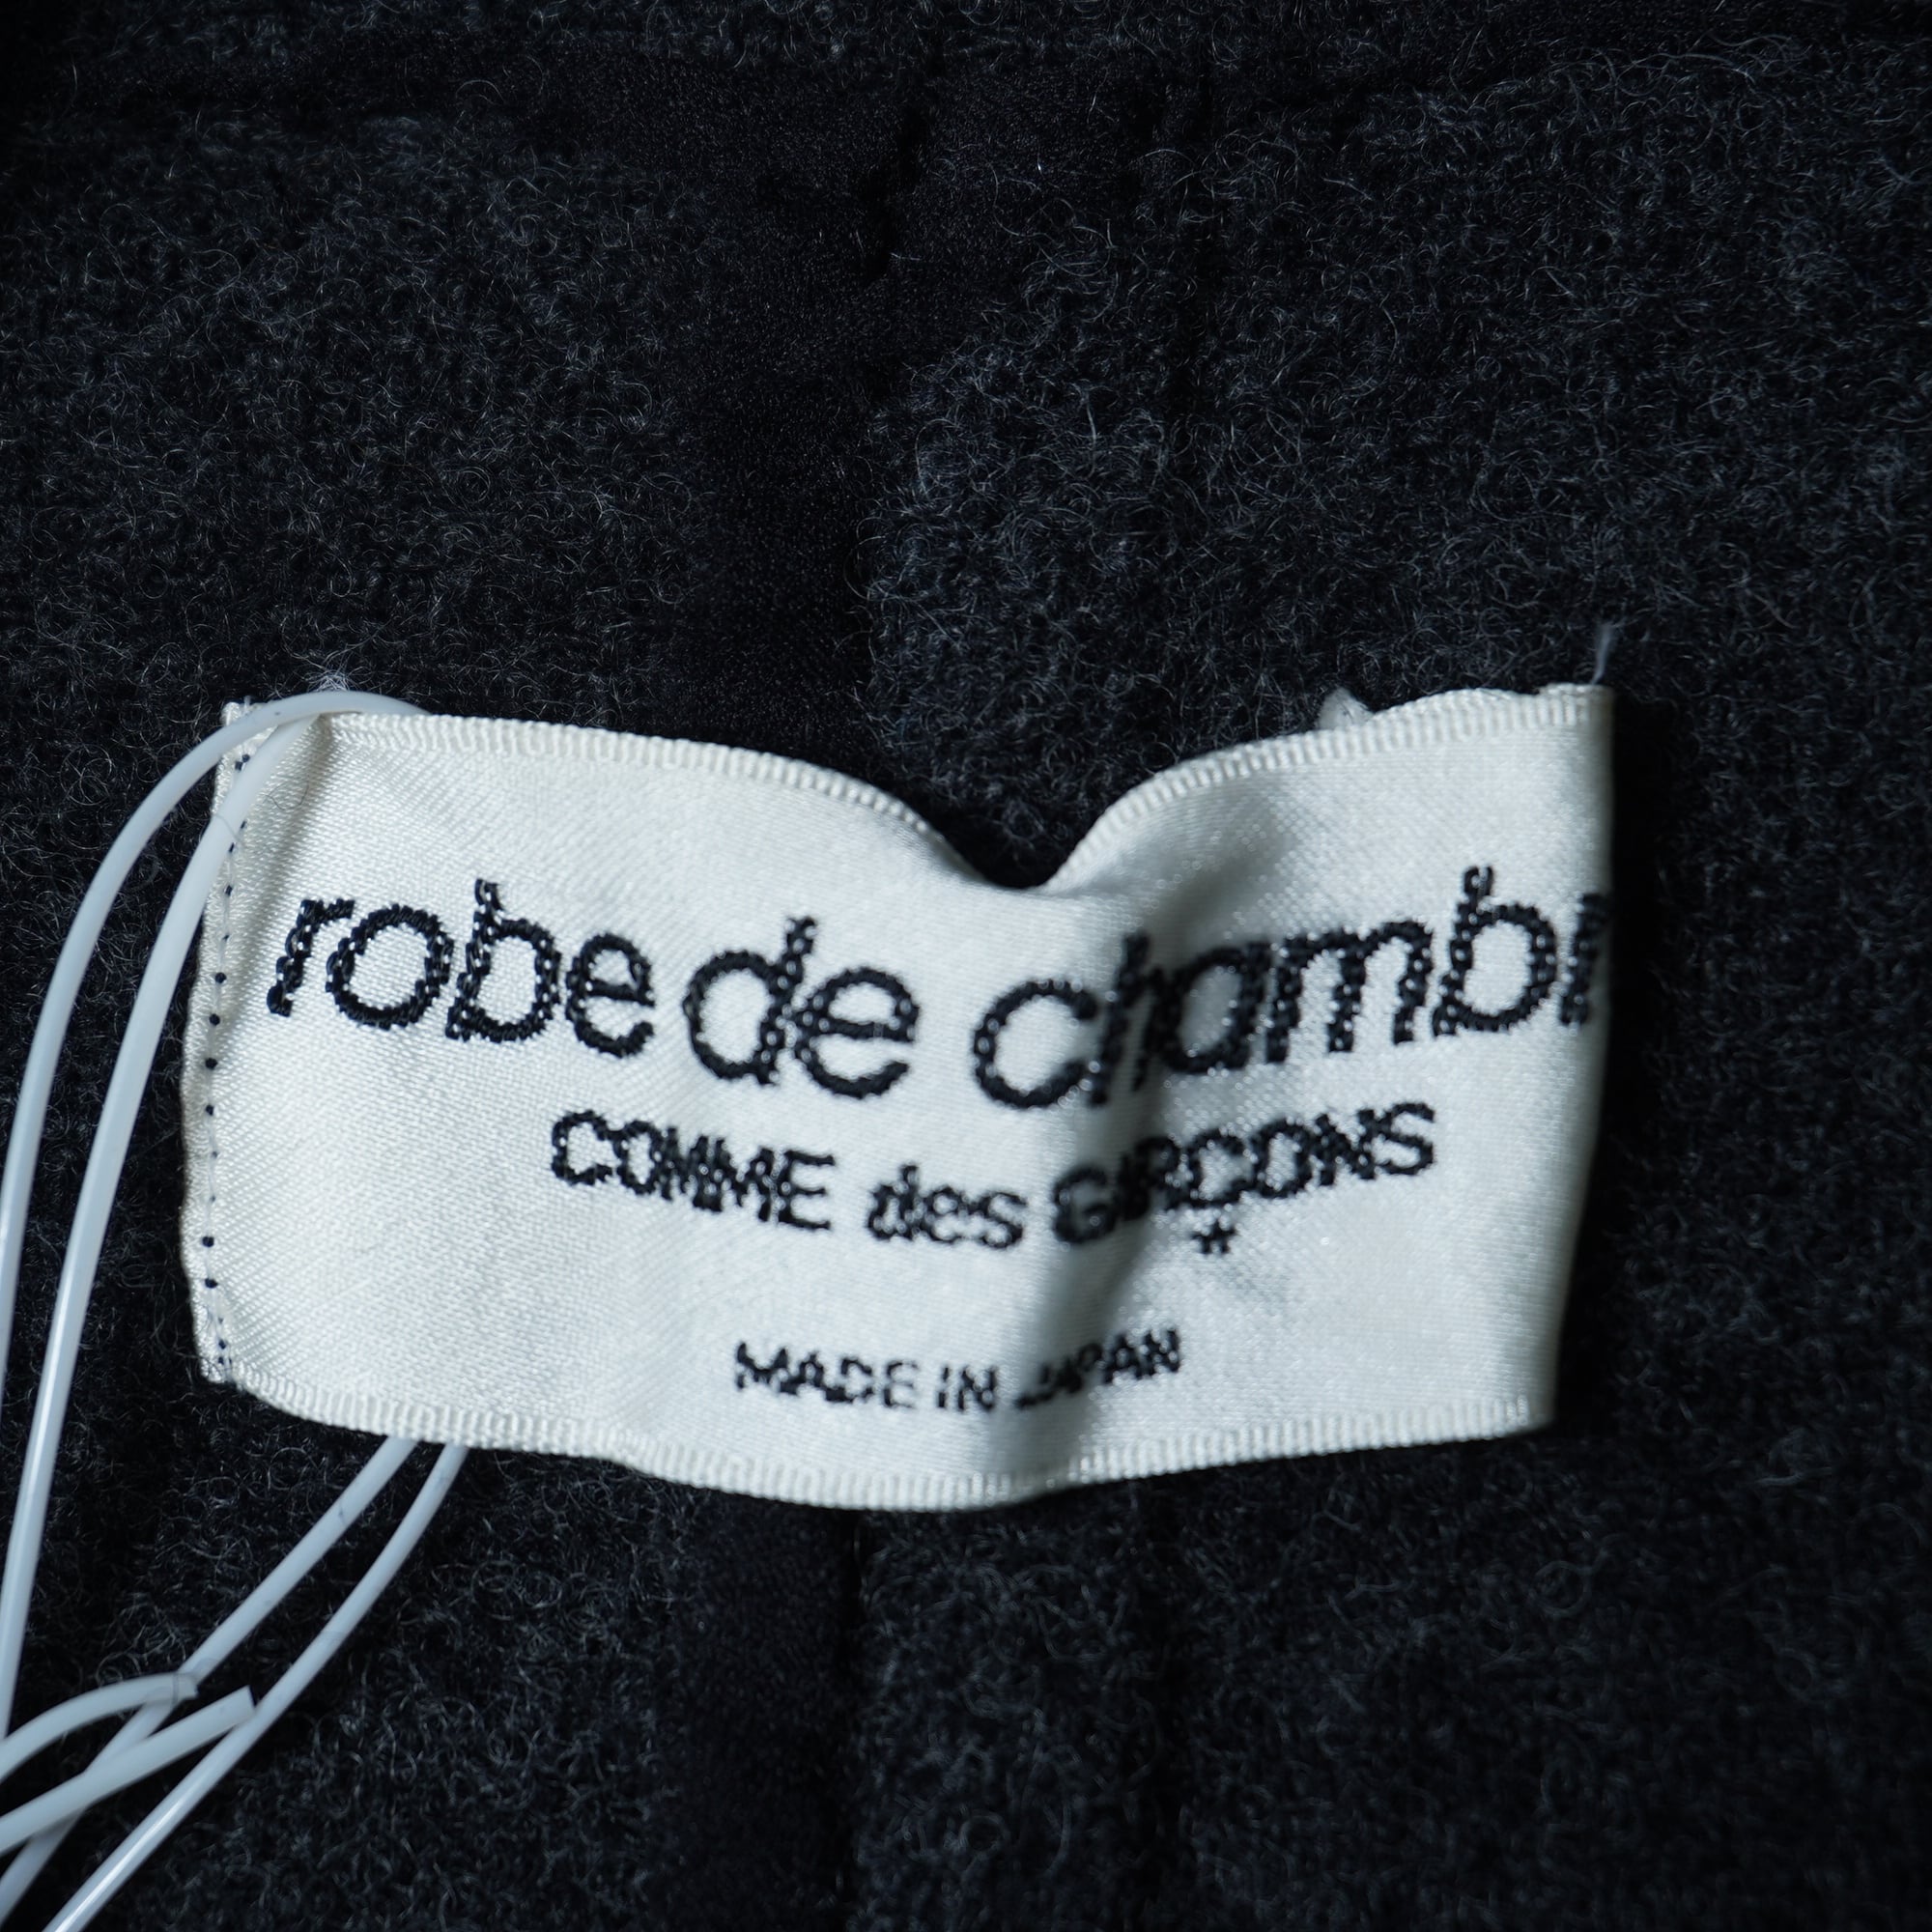 robe de chambr
COMME des GARÇONS
*
MADE IN JAPAN